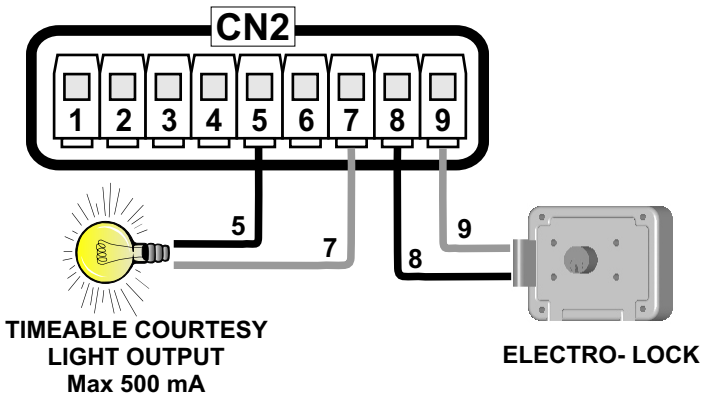 CN2
1 2 3 4 5 6 7 8 9
5
7
9
8
TIMEABLE COURTESY
LIGHT OUTPUT
Max 500 mA
ELECTRO- LOCK